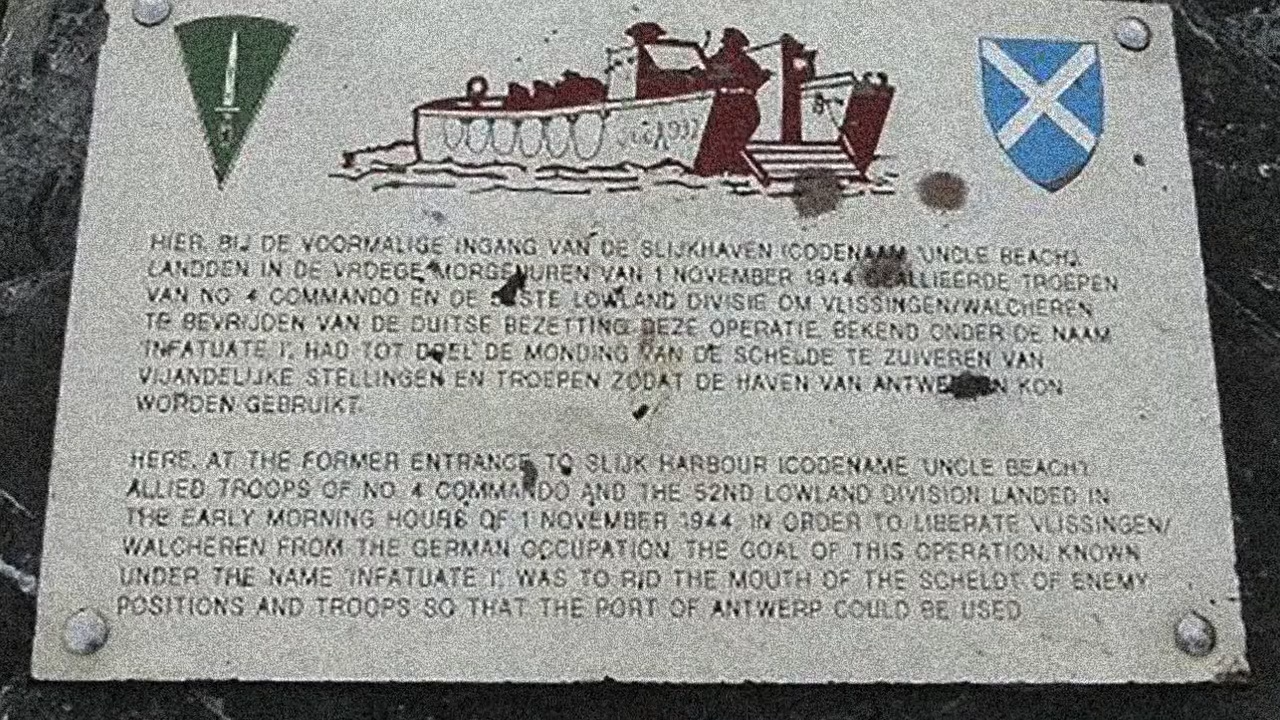 HIER, BIJ DE VOORMALIGE INGANG VAN DE SLIJKHAVEN (CODENAAM 'UNCLE BEACH'),
LANDDEN IN DE VROEGE MORGENUREN VAN 1 NOVEMBER 1944 GEALLIEERDE TROEPEN
VAN NO. 4 COMMANDO EN DE 52STE LOWLAND DIVISIE OM VLISSINGEN/WALCHEREN
TE BEVRIJDEN VAN DE DUITSE BEZETTING. DEZE OPERATIE, BEKEND ONDER DE NAAM
'INFATUATE I', HAD TOT DOEL DE MONDING VAN DE SCHELDE TE ZUIVEREN VAN
VIJANDELIJKE STELLINGEN EN TROEPEN ZODAT DE HAVEN VAN ANTWERPEN KON
WORDEN GEBRUIKT.
HERE, AT THE FORMER ENTRANCE TO SLIJK HARBOUR (CODENAME 'UNCLE BEACH'),
ALLIED TROOPS OF NO. 4 COMMANDO AND THE 52ND LOWLAND DIVISION LANDED IN
THE EARLY MORNING HOURS OF 1 NOVEMBER 1944 IN ORDER TO LIBERATE VLISSINGEN/
WALCHEREN FROM THE GERMAN OCCUPATION. THE GOAL OF THIS OPERATION, KNOWN
UNDER THE NAME 'INFATUATE I', WAS TO RID THE MOUTH OF THE SCHELDT OF ENEMY
POSITIONS AND TROOPS SO THAT THE PORT OF ANTWERP COULD BE USED.